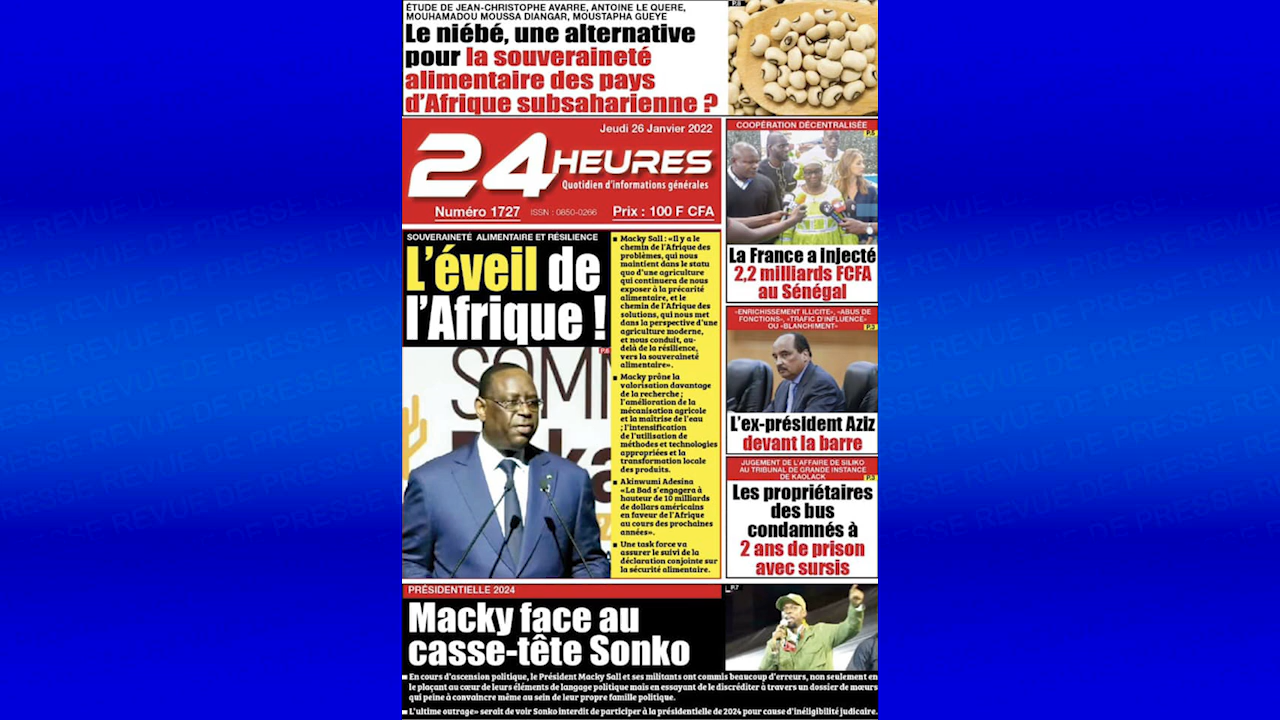 ÉTUDE DE JEAN-CHRISTOPHE AVARRE, ANTOINE LE QUERE,
MOUHAMADOU MOUSSA DIANGAR, MOUSTAPHA GUEYE
Le niébé, une alternative
pour la souveraineté
alimentaire des pays
d'Afrique subsaharienne ?
P.8
Jeudi 26 Janvier 2022
24 HEURES
Quotidien d'informations générales
Numéro 1727
ISSN : 0850-0266
Prix : 100 F CFA
SOUVERAINETÉ ALIMENTAIRE ET RÉSILIENCE
L'éveil de
l'Afrique !
P.6
SOMM
Macky Sall : «Il y a le
chemin de l'Afrique des
problèmes, qui nous
maintient dans le statu
quo d'une agriculture
qui continuera de nous
exposer à la précarité
alimentaire, et le
chemin de l'Afrique des
solutions, qui nous met
dans la perspective d'une
agriculture moderne,
et nous conduit, au-
delà de la résilience,
vers la souveraineté
alimentaire».
Macky prône la
valorisation davantage
de la recherche ;
l'amélioration de la
mécanisation agricole
et la maîtrise de l'eau
; l'intensification
de l'utilisation de
méthodes et technologies
appropriées et la
transformation locale
des produits.
Akinwumi Adesina
«La Bad s'engagera à
hauteur de 10 milliards
de dollars américains
en faveur de l'Afrique
au cours des prochaines
années».
Une task force va
assurer le suivi de la
déclaration conjointe sur
la sécurité alimentaire.
COOPÉRATION DÉCENTRALISÉE
P.5
La France a Injecté
2,2 milliards FCFA
au Sénégal
«ENRICHISSEMENT ILLICITE», «ABUS DE
FONCTIONS», «TRAFIC D'INFLUENCE»
OU «BLANCHIMENT»
P.3
L'ex-président Aziz
devant la barre
JUGEMENT DE L'AFFAIRE DE SILIKO
AU TRIBUNAL DE GRANDE INSTANCE
DE KAOLACK
P.3
Les propriétaires
des bus
condamnés à
2 ans de prison
avec sursis
PRÉSIDENTIELLE 2024
P.7
Macky face au
casse-tête Sonko
En cours d'ascension politique, le Président Macky Sall et ses militants ont commis beaucoup d'erreurs, non seulement en
le plaçant au cœur de leurs éléments de langage politique mais en essayant de le discréditer à travers un dossier de mœurs
qui peine à convaincre même au sein de leur propre famille politique.
L'ultime outrage» serait de voir Sonko interdit de participer à la présidentielle de 2024 pour cause d'inéligibilité judicaire.